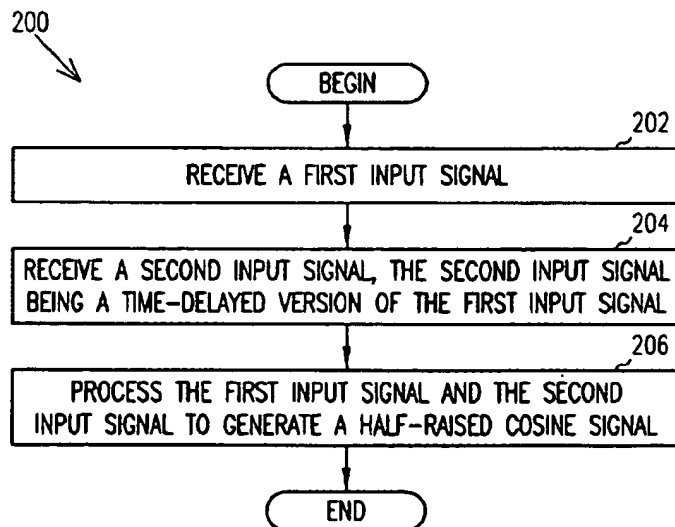 200
BEGIN
202
RECEIVE A FIRST INPUT SIGNAL
204
RECEIVE A SECOND INPUT SIGNAL, THE SECOND INPUT SIGNAL
BEING A TIME-DELAYED VERSION OF THE FIRST INPUT SIGNAL
206
PROCESS THE FIRST INPUT SIGNAL AND THE SECOND
INPUT SIGNAL TO GENERATE A HALF-RAISED COSINE SIGNAL
END